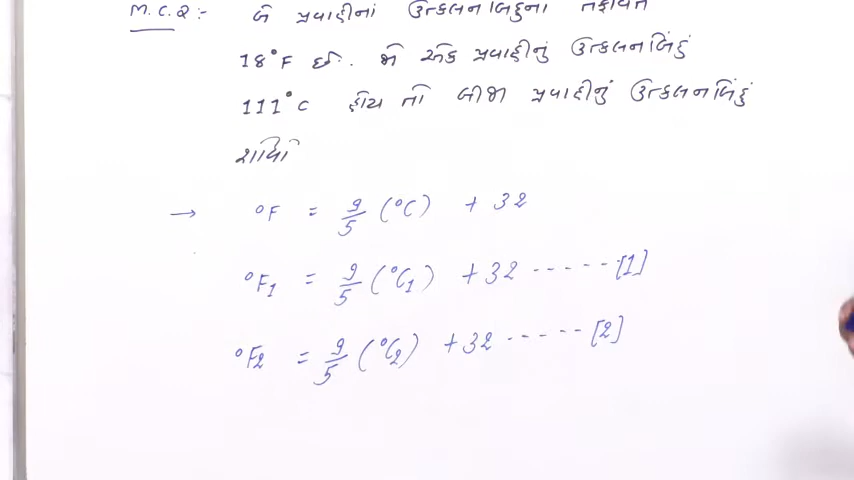 M.C.Q :- બે પ્રવાહીનાં ઉત્કલનબિંદુના તફાવત
18°F છે. જો એક પ્રવાહીનું ઉત્કલનબિંદું
111°C હોય તો બીજા પ્રવાહીનું ઉત્કલનબિંદું
શોધો
→ °F = 9/5 (°C) + 32
°F1 = 9/5 (°C1) + 32 ------[1]
°F2 = 9/5 (°C2) + 32 ------[2]